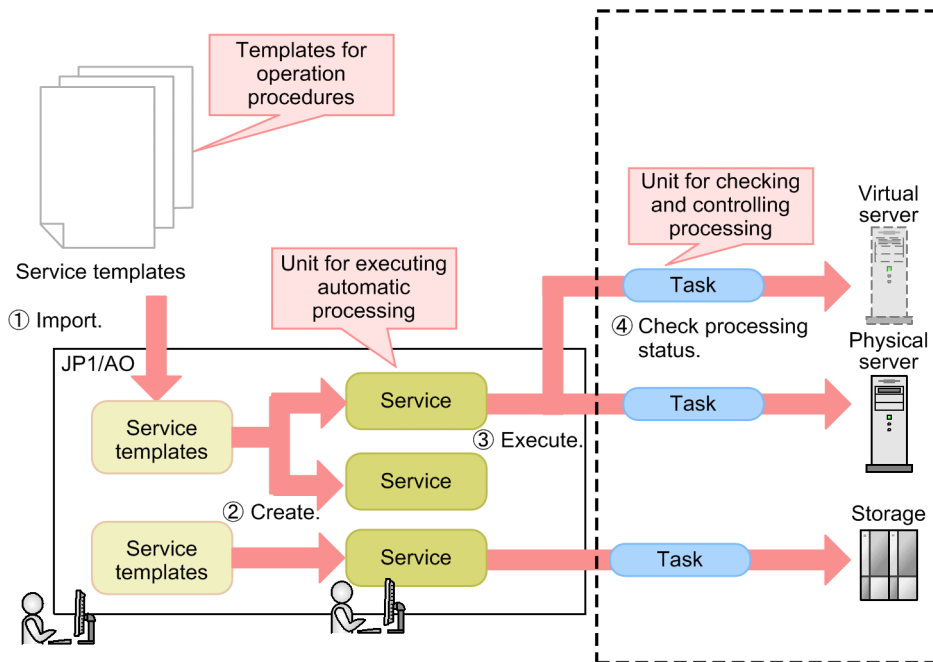 Templates for
operation
procedures
Service templates
① Import.
Unit for executing
automatic
processing
Unit for checking
and controlling
processing
Virtual
server
Task
④ Check processing
status.
Physical
server
JP1/AO
Service
templates
Service
③ Execute.
Task
Service
② Create.
Service
templates
Service
Task
Storage